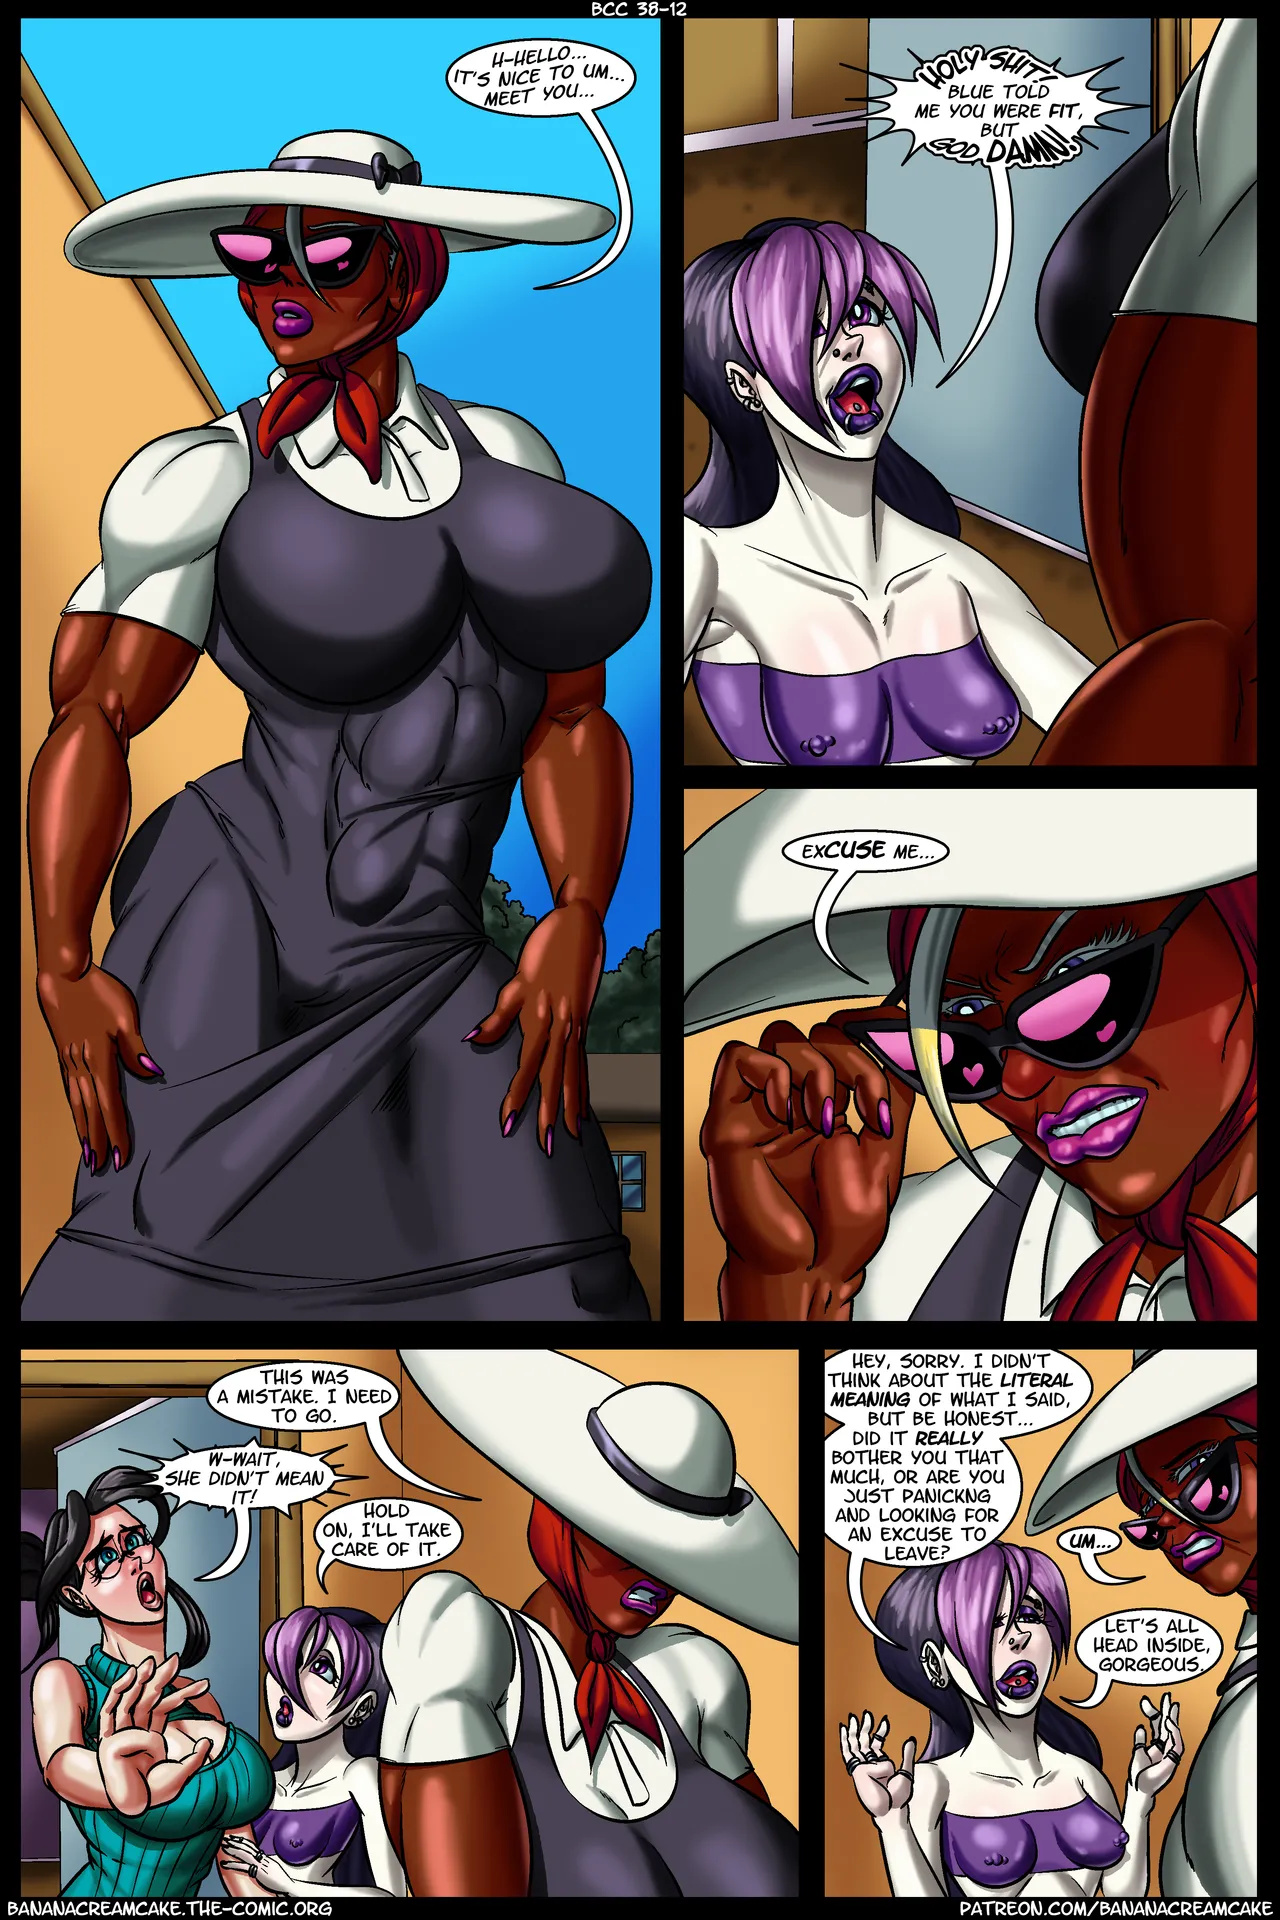 BCC 38-12
H-HELLO...
IT'S NICE TO UM...
MEET YOU...
HOLY SHIT!
BLUE TOLD
ME YOU WERE FIT,
BUT
GOD DAMN!
EXCUSE ME...
THIS WAS
A MISTAKE. I NEED
TO GO.
W-WAIT,
SHE DIDN'T MEAN
IT!
HOLD
ON, I'LL TAKE
CARE OF IT.
HEY, SORRY. I DIDN'T
THINK ABOUT THE LITERAL
MEANING OF WHAT I SAID,
BUT BE HONEST...
DID IT REALLY
BOTHER YOU THAT
MUCH, OR ARE YOU
JUST PANICKNG
AND LOOKING FOR
AN EXCUSE TO
LEAVE?
UM...
LET'S ALL
HEAD INSIDE,
GORGEOUS.
BANANACREAMCAKE.THE-COMIC.ORG
PATREON.COM/BANANACREAMCAKE